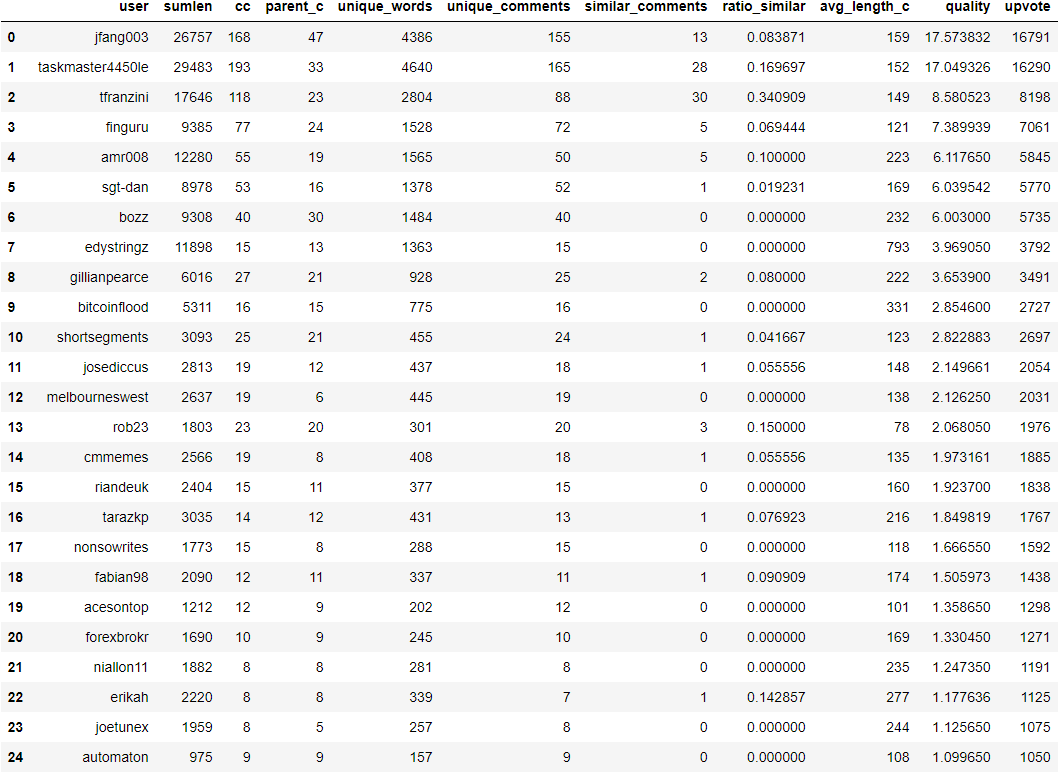 user sumlen cc parent_c unique_words unique_comments similar_comments ratio_similar avg_length_c quality upvote
0 jfang003 26757 168 47 4386 155 13 0.083871 159 17.573832 16791
1 taskmaster4450le 29483 193 33 4640 165 28 0.169697 152 17.049326 16290
2 tfranzini 17646 118 23 2804 88 30 0.340909 149 8.580523 8198
3 finguru 9385 77 24 1528 72 5 0.069444 121 7.389939 7061
4 amr008 12280 55 19 1565 50 5 0.100000 223 6.117650 5845
5 sgt-dan 8978 53 16 1378 52 1 0.019231 169 6.039542 5770
6 bozz 9308 40 30 1484 40 0 0.000000 232 6.003000 5735
7 edystringz 11898 15 13 1363 15 0 0.000000 793 3.969050 3792
8 gillianpearce 6016 27 21 928 25 2 0.080000 222 3.653900 3491
9 bitcoinflood 5311 16 15 775 16 0 0.000000 331 2.854600 2727
10 shortsegments 3093 25 21 455 24 1 0.041667 123 2.822883 2697
11 josediccus 2813 19 12 437 18 1 0.055556 148 2.149661 2054
12 melbourneswest 2637 19 6 445 19 0 0.000000 138 2.126250 2031
13 rob23 1803 23 20 301 20 3 0.150000 78 2.068050 1976
14 cmmemes 2566 19 8 408 18 1 0.055556 135 1.973161 1885
15 riandeuk 2404 15 11 377 15 0 0.000000 160 1.923700 1838
16 tarazkp 3035 14 12 431 13 1 0.076923 216 1.849819 1767
17 nonsowrites 1773 15 8 288 15 0 0.000000 118 1.666550 1592
18 fabian98 2090 12 11 337 11 1 0.090909 174 1.505973 1438
19 acesontop 1212 12 9 202 12 0 0.000000 101 1.358650 1298
20 forexbrokr 1690 10 9 245 10 0 0.000000 169 1.330450 1271
21 niallon11 1882 8 8 281 8 0 0.000000 235 1.247350 1191
22 erikah 2220 8 8 339 7 1 0.142857 277 1.177636 1125
23 joetunex 1959 8 5 257 8 0 0.000000 244 1.125650 1075
24 automaton 975 9 9 157 9 0 0.000000 108 1.099650 1050